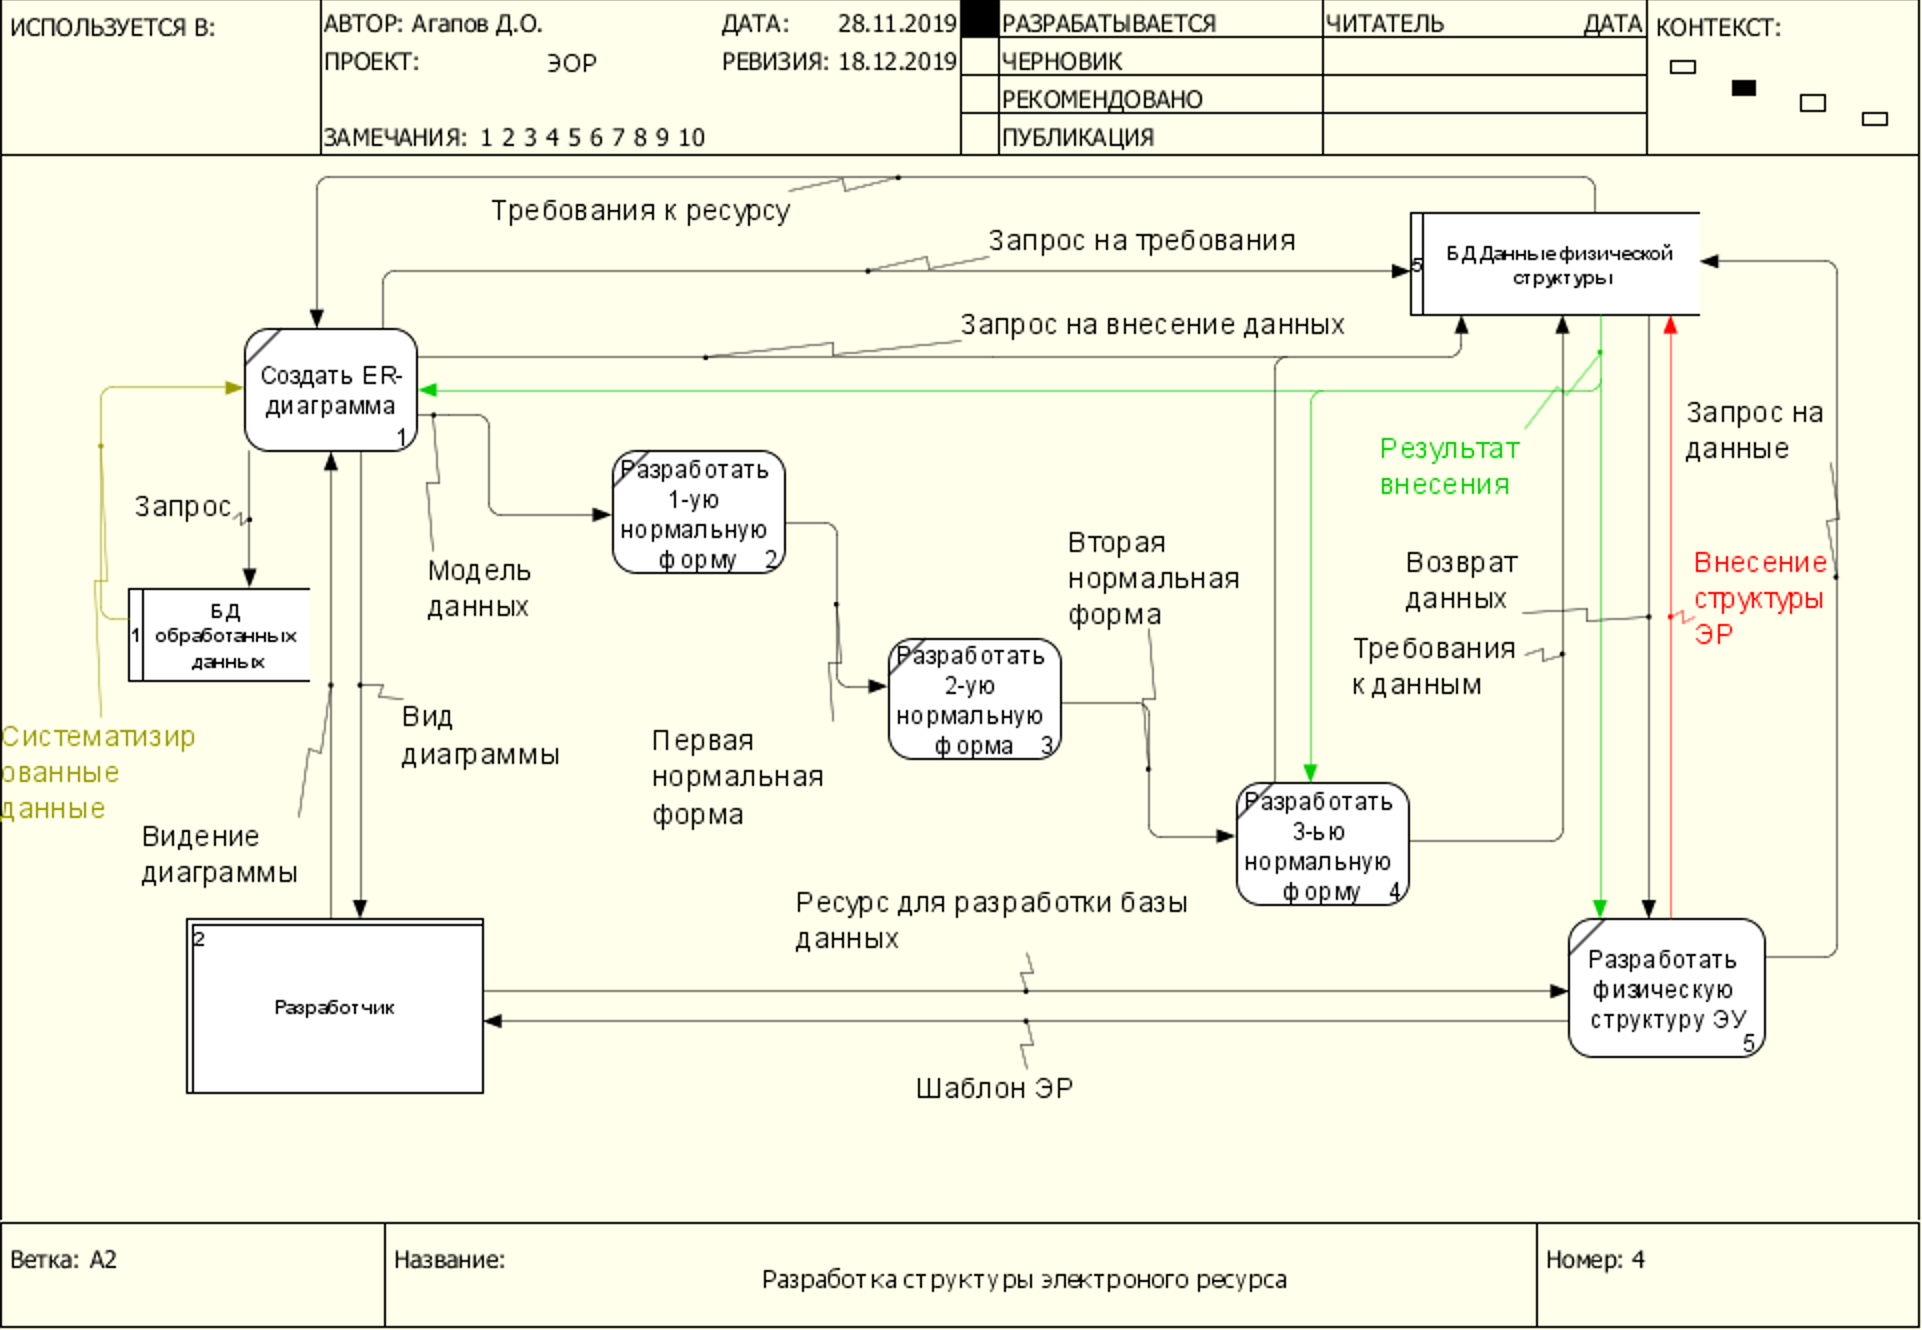 ИСПОЛЬЗУЕТСЯ В:
АВТОР: Агапов Д.О.
ДАТА: 28.11.2019
ПРОЕКТ: ЭОР
РЕВИЗИЯ: 18.12.2019
ЗАМЕЧАНИЯ: 1 2 3 4 5 6 7 8 9 10
РАЗРАБАТЫВАЕТСЯ
ЧЕРНОВИК
РЕКОМЕНДОВАНО
ПУБЛИКАЦИЯ
ЧИТАТЕЛЬ
ДАТА
КОНТЕКСТ:
Требования к ресурсу
Запрос на требования
5
БД Данные физической
структуры
Запрос на внесение данных
Создать ER-
диаграмма
1
Результат
внесения
Запрос на
данные
Разработать
1-ую
нормальную
форму 2
Запрос
Модель
данных
Вторая
нормальная
форма
Возврат
данных
Внесение
структуры
ЭР
1
БД
обработанных
данных
Разработать
2-ую
нормальную
форма 3
Требования
к данным
Систематизир
ованные
данные
Вид
диаграммы
Первая
нормальная
форма
Видение
диаграммы
Разработать
3-ью
нормальную
форму 4
Ресурс для разработки базы
данных
2
Разработчик
Разработать
физическую
структуру ЭУ
5
Шаблон ЭР
Ветка: А2
Название:
Разработка структуры электроного ресурса
Номер: 4